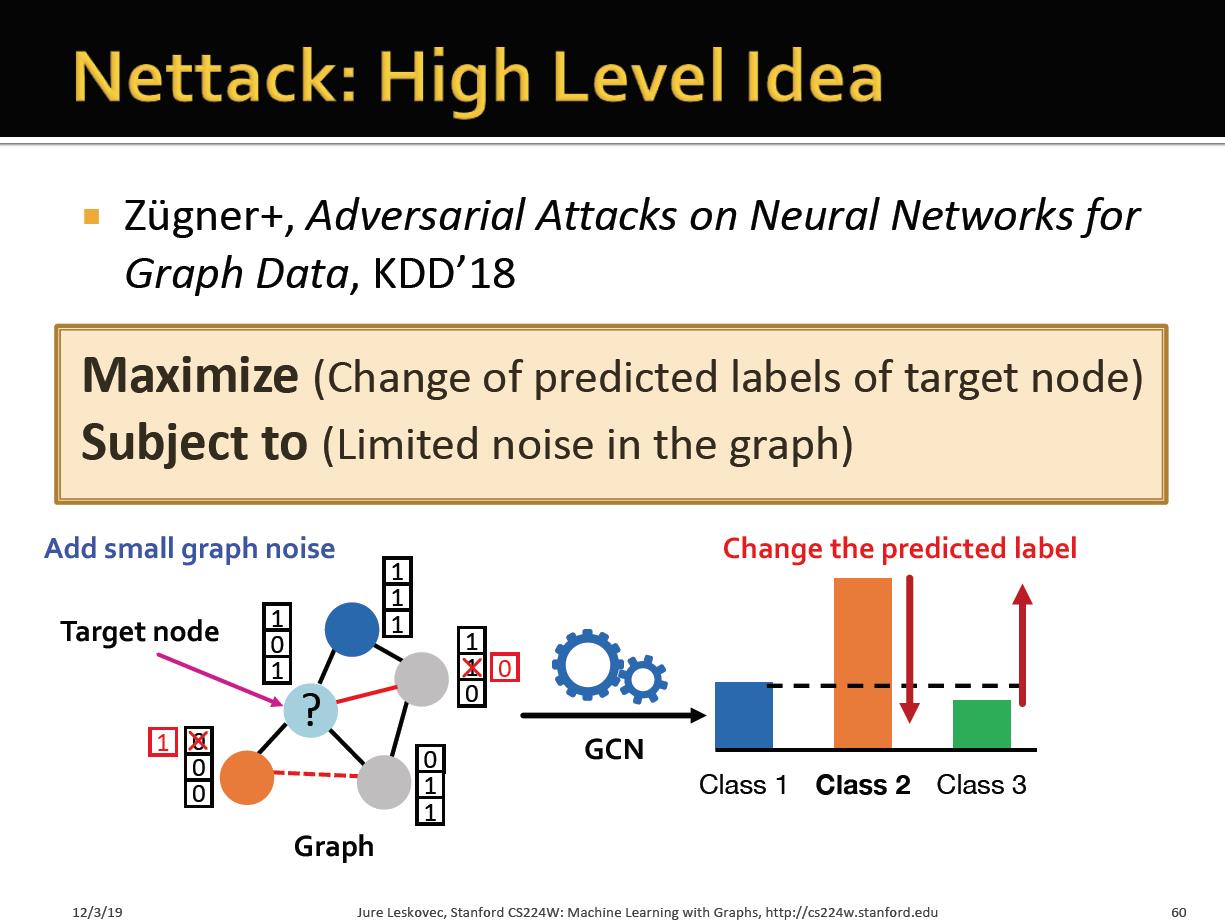 Nettack: High Level Idea
Zügner+, Adversarial Attacks on Neural Networks for
Graph Data, KDD’18
Maximize (Change of predicted labels of target node)
Subject to (Limited noise in the graph)
Add small graph noise
Change the predicted label
Target node
1
0
1
1
1
1
1
1 0
0
?
1 0
0
0
0
1
1
Graph
GCN
Class 1 Class 2 Class 3
12/3/19
Jure Leskovec, Stanford CS224W: Machine Learning with Graphs, http://cs224w.stanford.edu
60